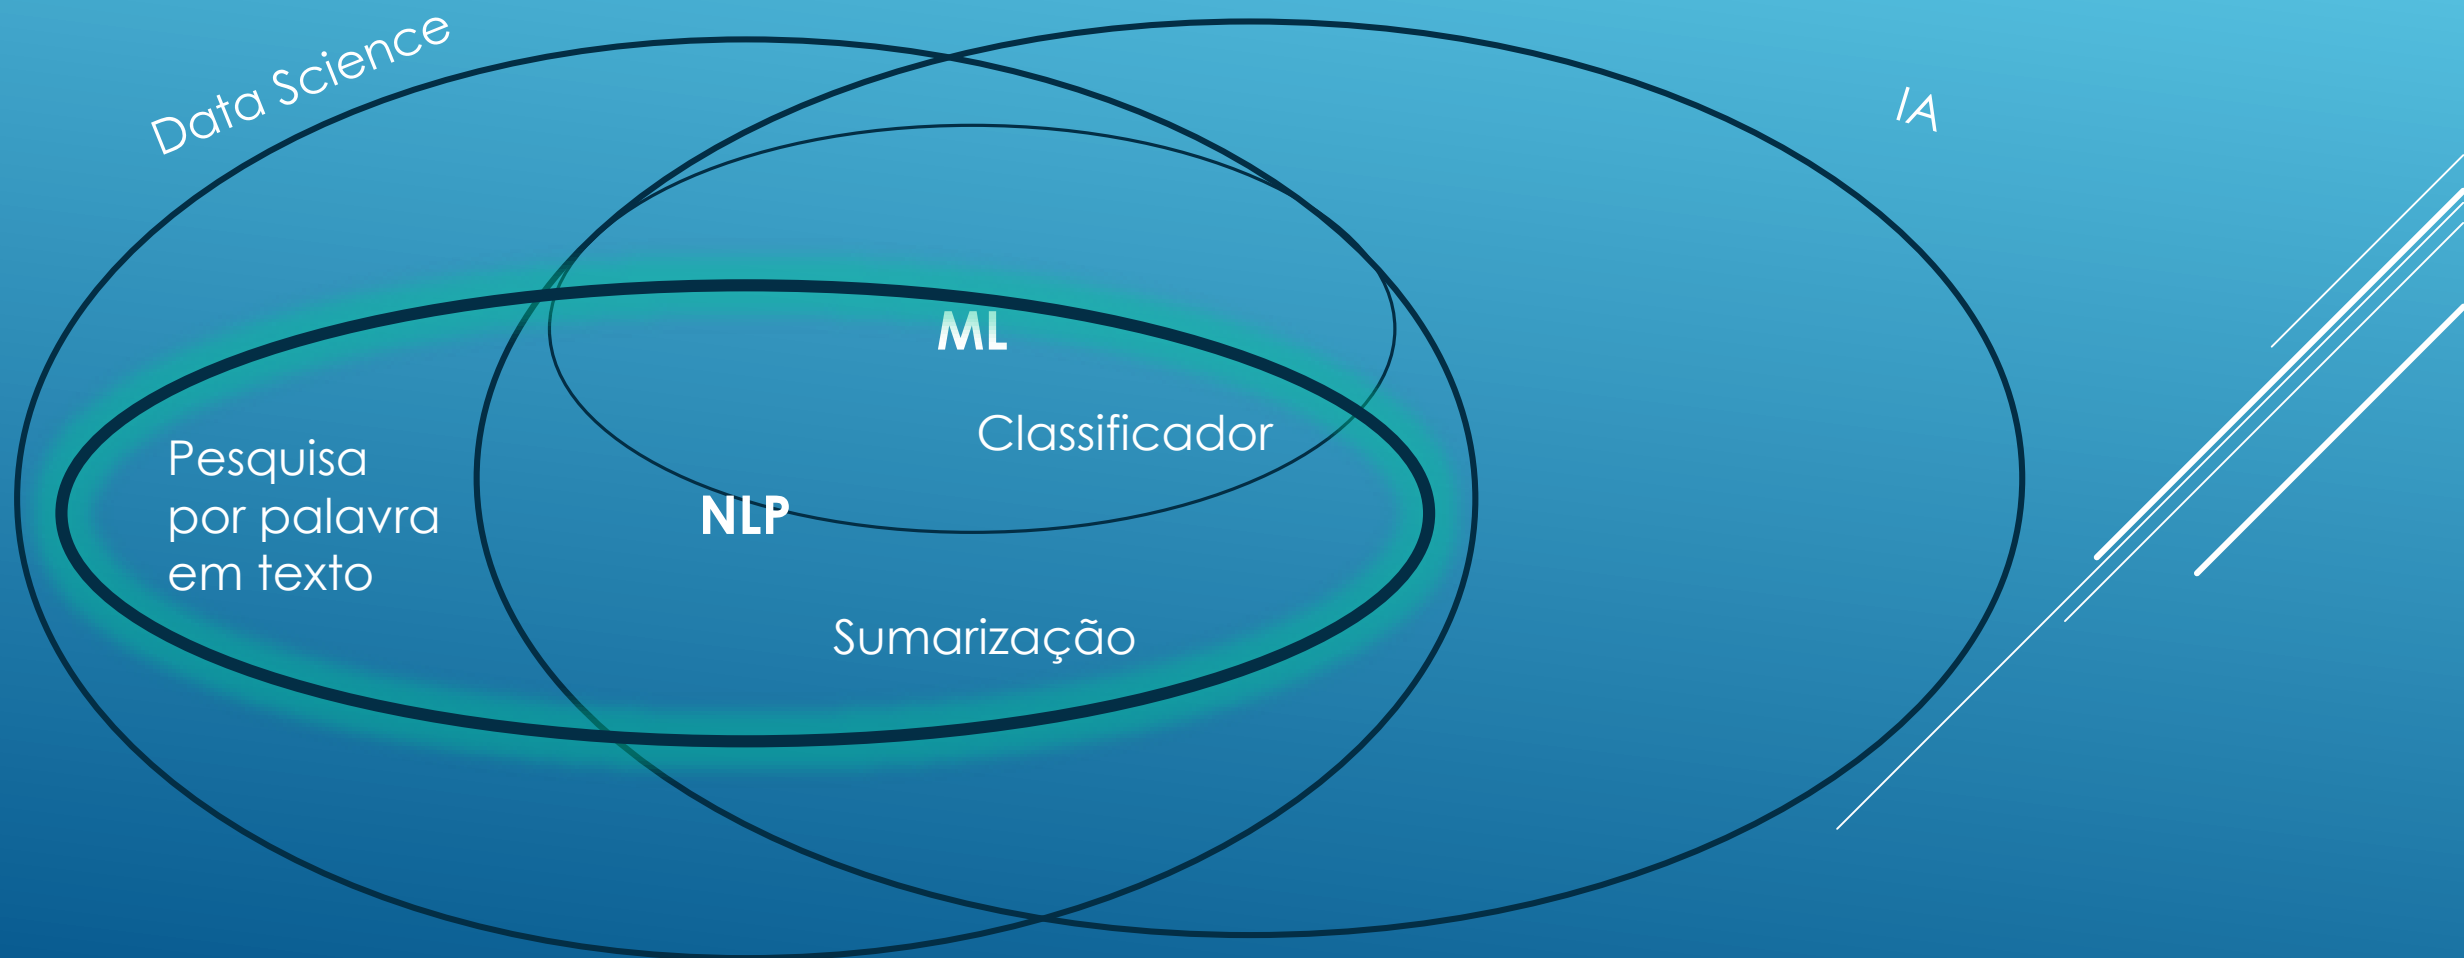 Data Science
IA
ML
Classificador
Pesquisa
por palavra
em texto
NLP
Sumarização